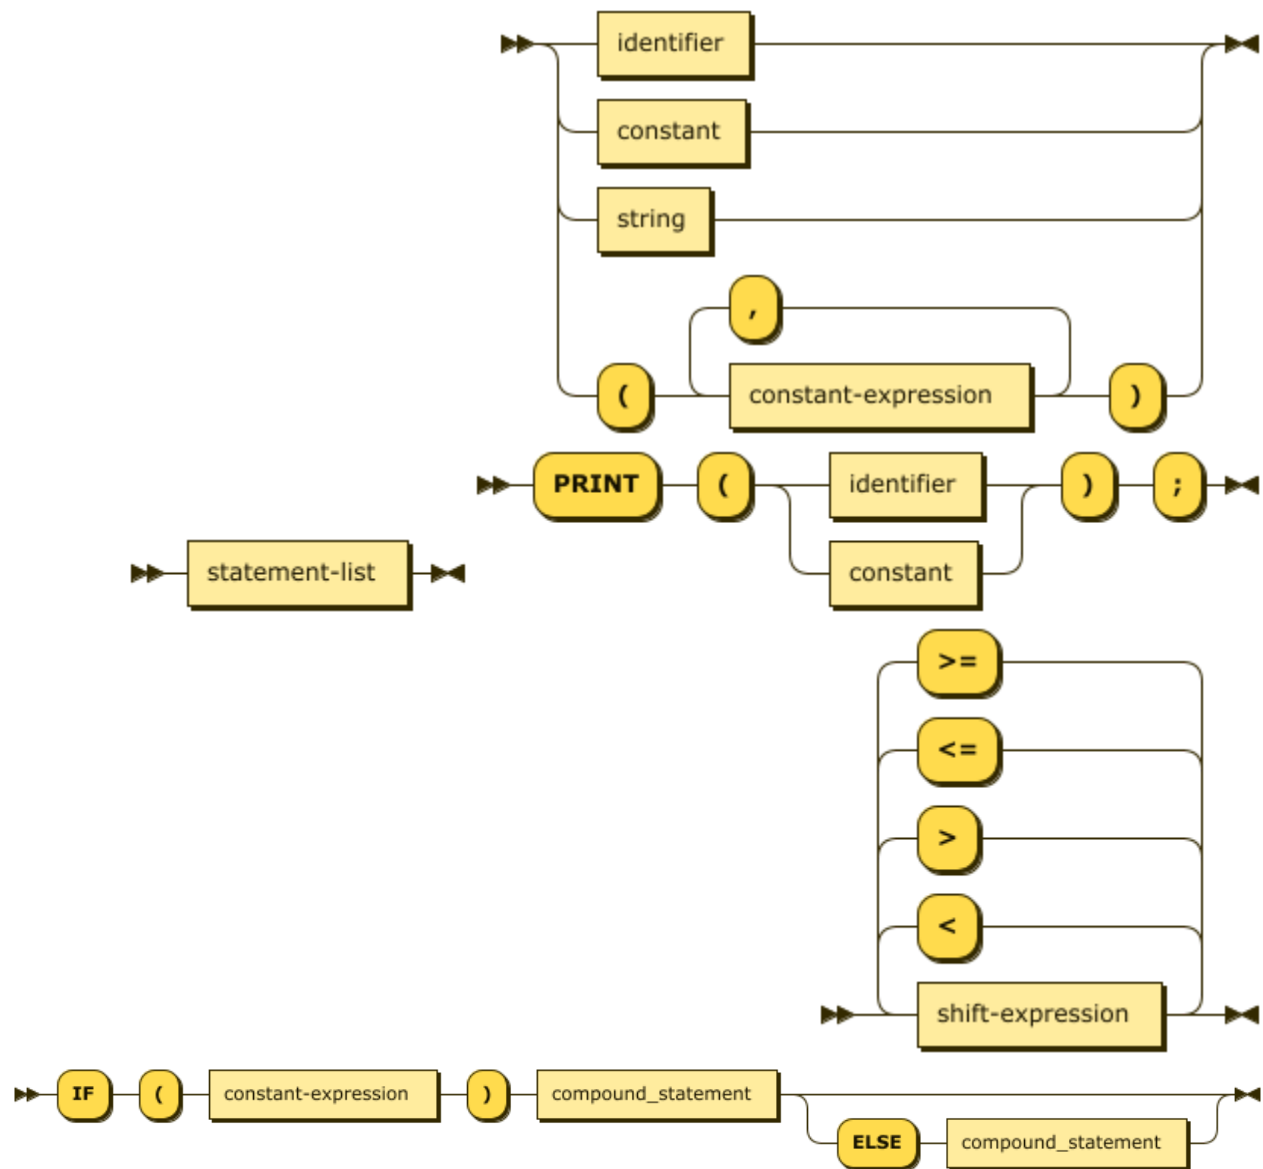 identifier
constant
string
,
( constant-expression )
PRINT ( identifier ) ;
statement-list constant
>=
<=
>
<
shift-expression
IF ( constant-expression ) compound_statement
ELSE compound_statement